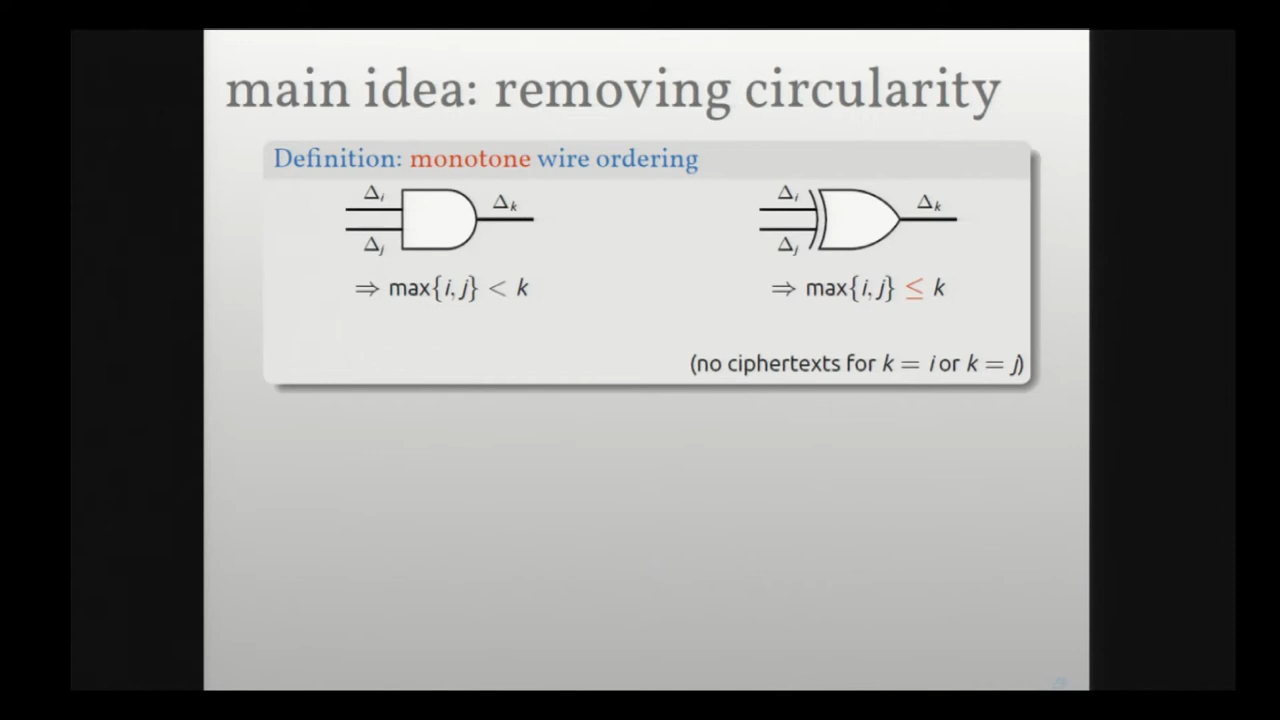 main idea: removing circularity
Definition: monotone wire ordering
Δᵢ Δₖ Δⱼ
Δᵢ Δₖ Δⱼ
⇒ max{i, j} < k
⇒ max{i, j} ≤ k
(no ciphertexts for k = i or k = j)